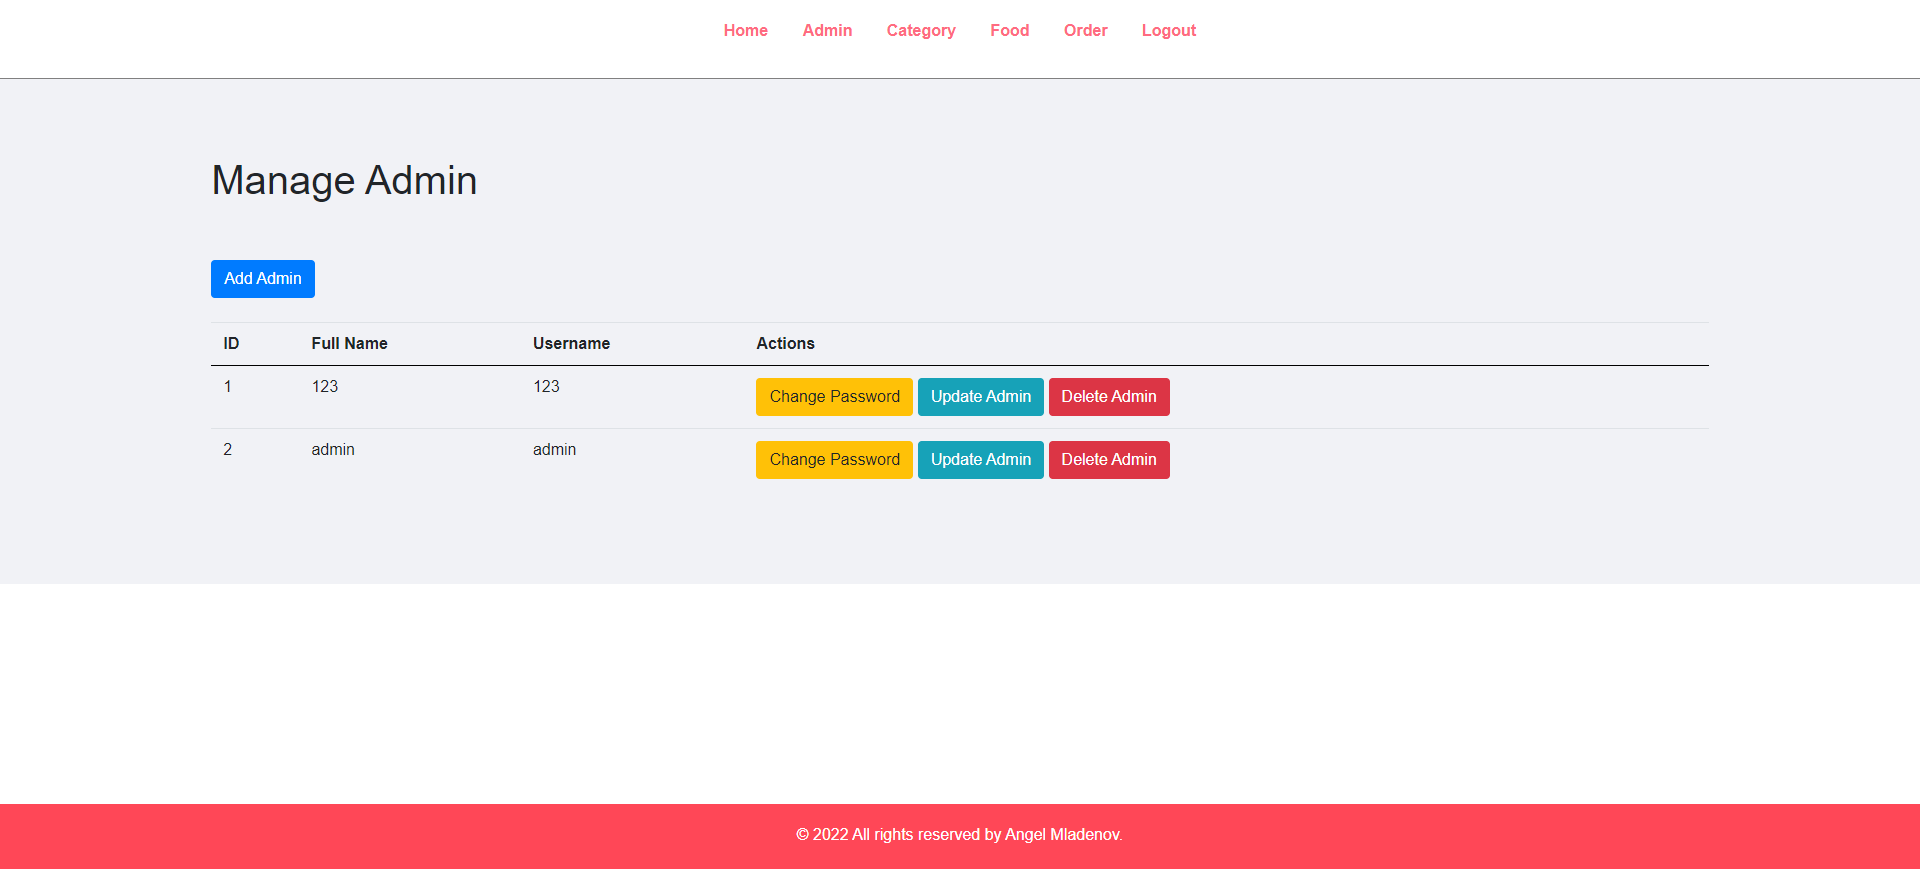 Home Admin Category Food Order Logout
Manage Admin
Add Admin
ID Full Name Username Actions
1 123 123 Change Password Update Admin Delete Admin
2 admin admin Change Password Update Admin Delete Admin
© 2022 All rights reserved by Angel Mladenov.